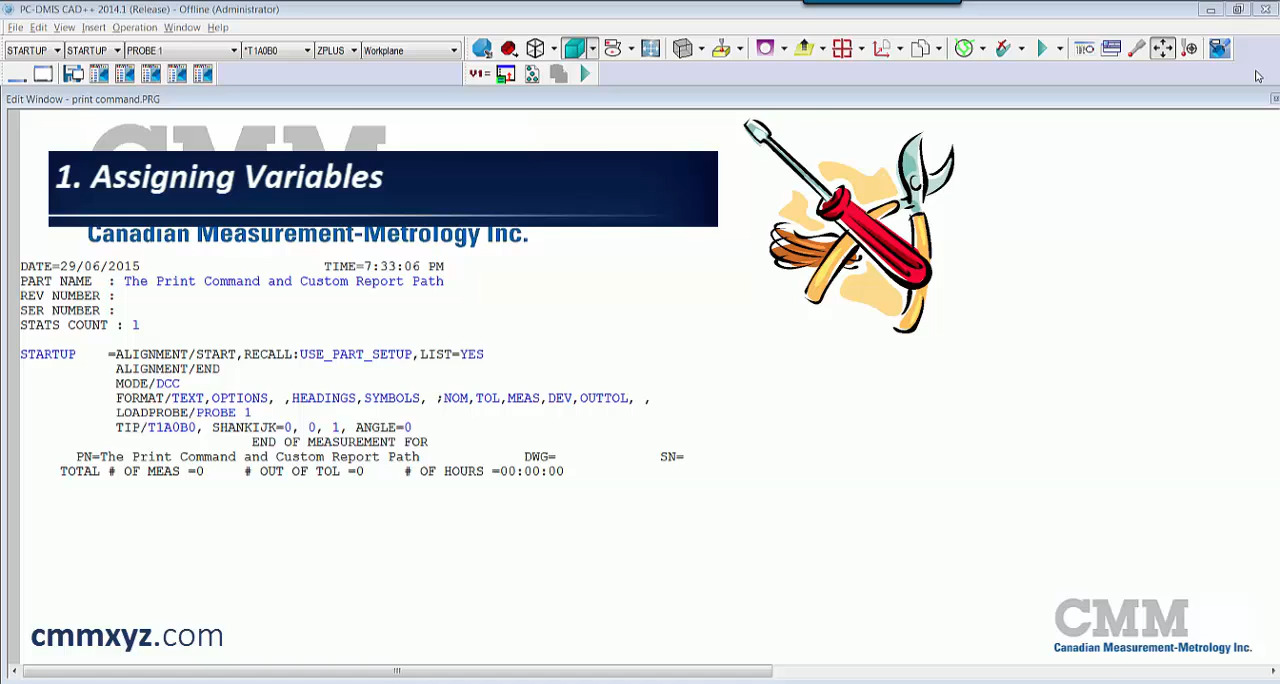 PC-DMIS CAD++ 2014.1 (Release) - Offline (Administrator)
File Edit View Insert Operation Window Help
STARTUP STARTUP PROBE 1 *T1A0B0 ZPLUS Workplane
V1=
Edit Window - print command.PRG
CMM
1. Assigning Variables
Canadian Measurement-Metrology Inc.
DATE=29/06/2015 TIME=7:33:06 PM
PART NAME : The Print Command and Custom Report Path
REV NUMBER :
SER NUMBER :
STATS COUNT : 1
STARTUP =ALIGNMENT/START,RECALL:USE_PART_SETUP,LIST=YES
ALIGNMENT/END
MODE/DCC
FORMAT/TEXT,OPTIONS, ,HEADINGS,SYMBOLS, ;NOM,TOL,MEAS,DEV,OUTTOL, ,
LOADPROBE/PROBE 1
TIP/T1A0B0, SHANKIJK=0, 0, 1, ANGLE=0
END OF MEASUREMENT FOR
PN=The Print Command and Custom Report Path DWG= SN=
TOTAL # OF MEAS =0 # OUT OF TOL =0 # OF HOURS =00:00:00
cmmxyz.com
CMM
Canadian Measurement-Metrology Inc.